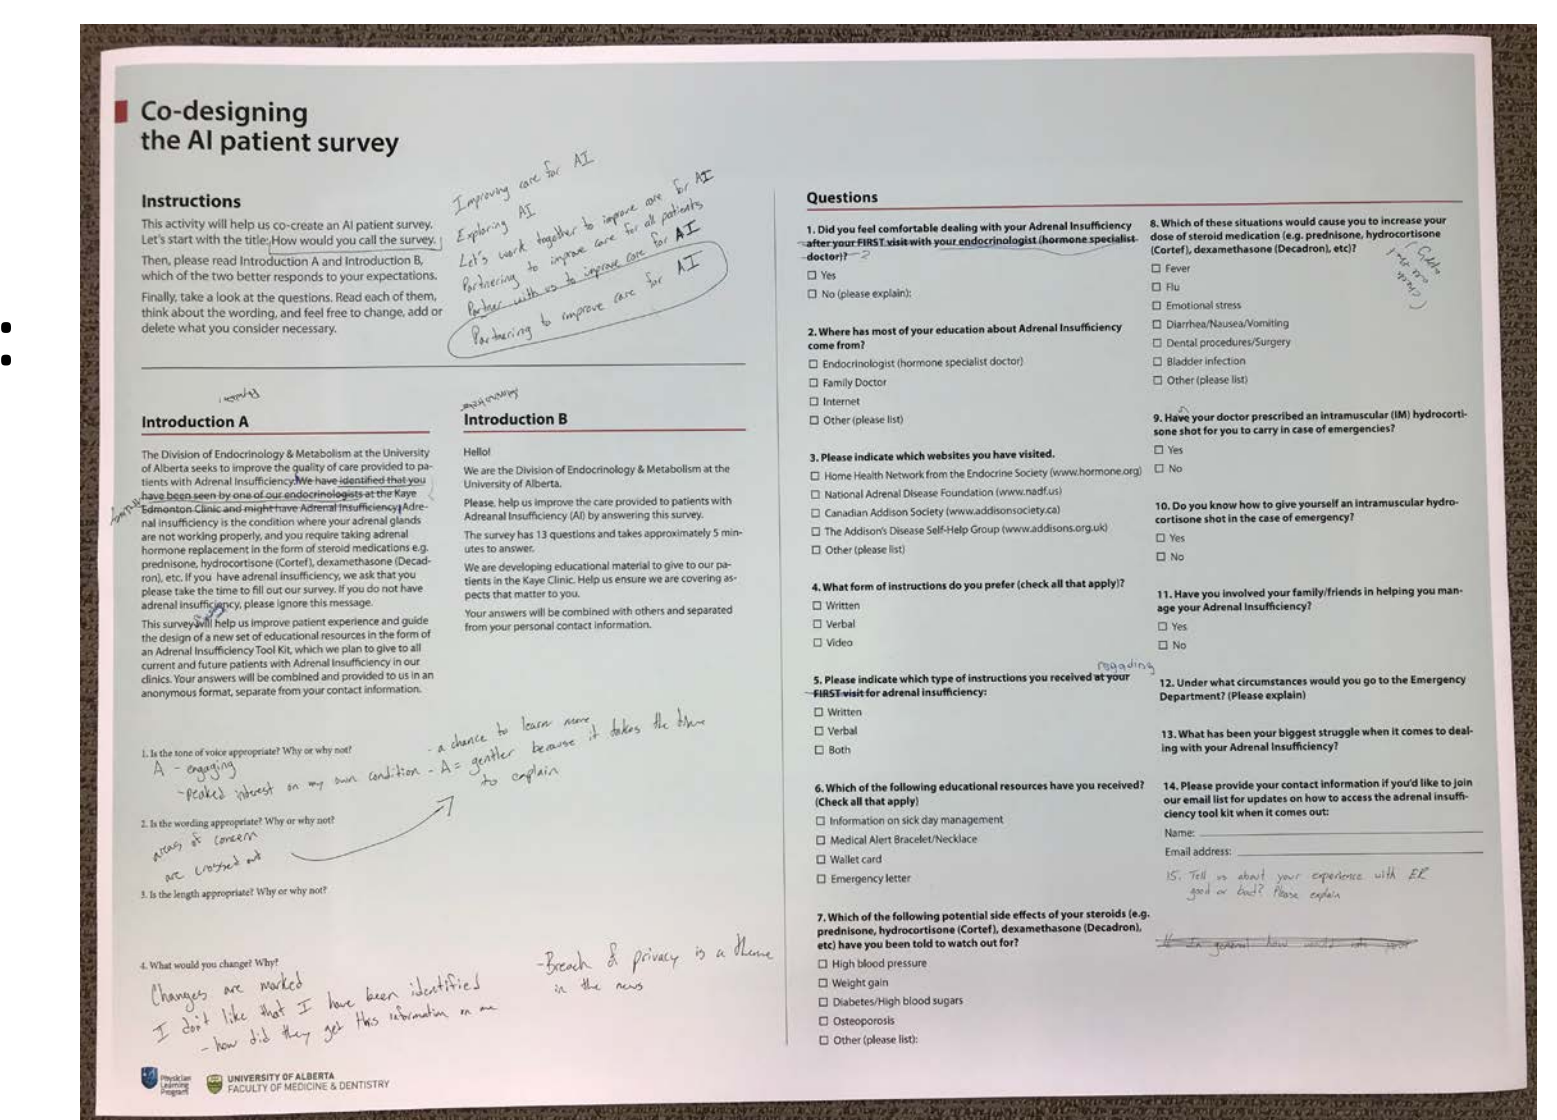 Co-designing
the AI patient survey
Instructions
This activity will help us co-create an AI patient survey.
Let's start with the title: How would you call the survey.
Then, please read Introduction A and Introduction B,
which of the two better responds to your expectations.
Finally, take a look at the questions. Read each of them,
think about the wording, and feel free to change, add or
delete what you consider necessary.
Improving care for AI
Exploring AI
Let's work together to improve care for AI
Partnering to improve care for all patients
Partner with us to improve care for AI
Partnering to improve care for AI
Introduction A
The Division of Endocrinology & Metabolism at the University
of Alberta seeks to improve the quality of care provided to pa-
tients with Adrenal Insufficiency. We have identified that you
have been seen by one of our endocrinologists at the Kaye
Edmonton Clinic and might have Adrenal Insufficiency. Adre-
nal insufficiency is the condition where your adrenal glands
are not working properly, and you require taking adrenal
hormone replacement in the form of steroid medications e.g.
prednisone, hydrocortisone (Cortef), dexamethasone (Decad-
ron), etc. If you have adrenal insufficiency, we ask that you
please take the time to fill out our survey. If you do not have
adrenal insufficiency, please ignore this message.
This survey will help us improve patient experience and guide
the design of a new set of educational resources in the form of
an Adrenal Insufficiency Tool Kit, which we plan to give to all
current and future patients with Adrenal Insufficiency in our
clinics. Your answers will be combined and provided to us in an
anonymous format, separate from your contact information.
Introduction B
Hello!
We are the Division of Endocrinology & Metabolism at the
University of Alberta.
Please, help us improve the care provided to patients with
Adreanal Insufficiency (AI) by answering this survey.
The survey has 13 questions and takes approximately 5 min-
utes to answer.
We are developing educational material to give to our pa-
tients in the Kaye Clinic. Help us ensure we are covering as-
pects that matter to you.
Your answers will be combined with others and separated
from your personal contact information.
1. Is the tone of voice appropriate? Why or why not?
A - engaging
- peaked interest on my own condition
- a chance to learn more
- A = gentler because it takes the time
to explain
2. Is the wording appropriate? Why or why not?
areas of concern
are crossed out
3. Is the length appropriate? Why or why not?
4. What would you change? Why?
Changes are marked
I don't like that I have been identified
- how did they get this information on me
- Breach of privacy is a theme
in the news
Physician
Learning
Program
UNIVERSITY OF ALBERTA
FACULTY OF MEDICINE & DENTISTRY
Questions
1. Did you feel comfortable dealing with your Adrenal Insufficiency
after your FIRST visit with your endocrinologist (hormone specialist
doctor)?
Yes
No (please explain):
2. Where has most of your education about Adrenal Insufficiency
come from?
Endocrinologist (hormone specialist doctor)
Family Doctor
Internet
Other (please list)
3. Please indicate which websites you have visited.
Home Health Network from the Endocrine Society (www.hormone.org)
National Adrenal Disease Foundation (www.nadf.us)
Canadian Addison Society (www.addisonsociety.ca)
The Addison's Disease Self-Help Group (www.addisons.org.uk)
Other (please list)
4. What form of instructions do you prefer (check all that apply)?
Written
Verbal
Video
regading
5. Please indicate which type of instructions you received at your
FIRST visit for adrenal insufficiency:
Written
Verbal
Both
6. Which of the following educational resources have you received?
(Check all that apply)
Information on sick day management
Medical Alert Bracelet/Necklace
Wallet card
Emergency letter
7. Which of the following potential side effects of your steroids (e.g.
prednisone, hydrocortisone (Cortef), dexamethasone (Decadron),
etc) have you been told to watch out for?
High blood pressure
Weight gain
Diabetes/High blood sugars
Osteoporosis
Other (please list):
8. Which of these situations would cause you to increase your
dose of steroid medication (e.g. prednisone, hydrocortisone
(Cortef), dexamethasone (Decadron), etc)?
Fever
Flu
Emotional stress
Diarrhea/Nausea/Vomiting
Dental procedures/Surgery
Bladder infection
Other (please list)
9. Have your doctor prescribed an intramuscular (IM) hydrocorti-
sone shot for you to carry in case of emergencies?
Yes
No
10. Do you know how to give yourself an intramuscular hydro-
cortisone shot in the case of emergency?
Yes
No
11. Have you involved your family/friends in helping you man-
age your Adrenal Insufficiency?
Yes
No
12. Under what circumstances would you go to the Emergency
Department? (Please explain)
13. What has been your biggest struggle when it comes to deal-
ing with your Adrenal Insufficiency?
14. Please provide your contact information if you'd like to join
our email list for updates on how to access the adrenal insuffi-
ciency tool kit when it comes out:
Name:
Email address:
15. Tell us about your experience with ER
good or bad? Please explain